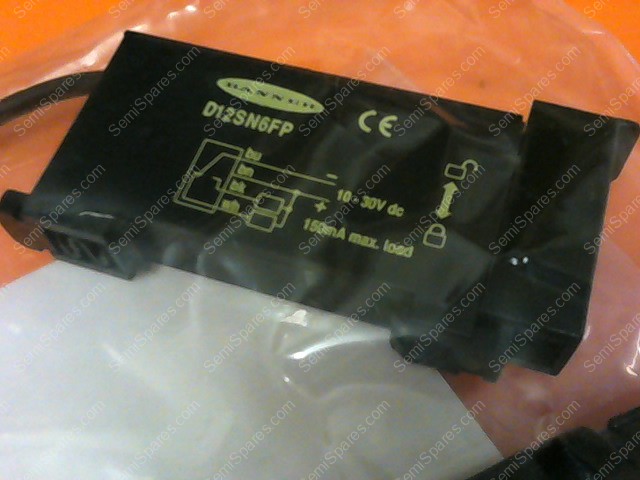 BANNER
D12SN6FP
CE
bu
bn
bk
wh
10 - 30V dc
150mA max. load
SemiSpares.com